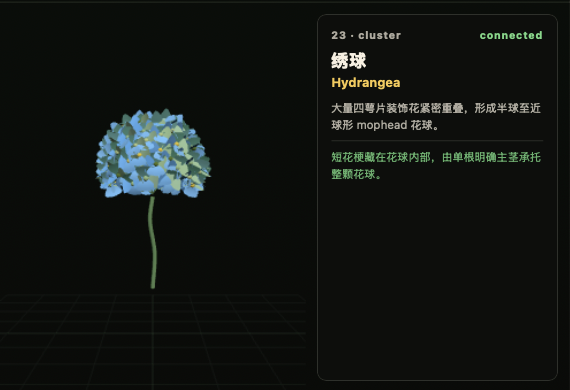 23 · cluster
connected
绣球
Hydrangea
大量四萼片装饰花紧密重叠，形成半球至近
球形 mophead 花球。
短花梗藏在花球内部，由单根明确主茎承托
整颗花球。